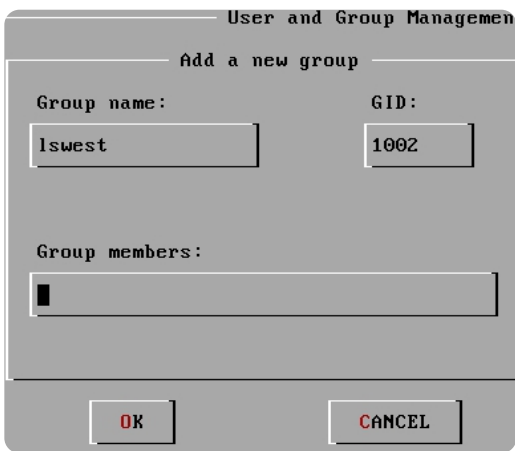 User and Group Managemen
Add a new group
Group name: GID:
lswest 1002
Group members:
OK CANCEL